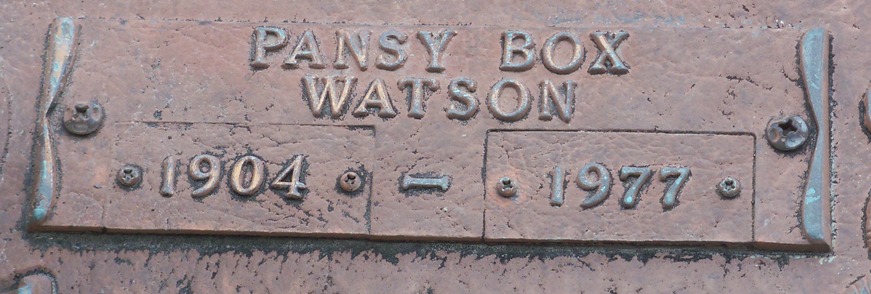 PANSY BOX
WATSON
1904 — 1977